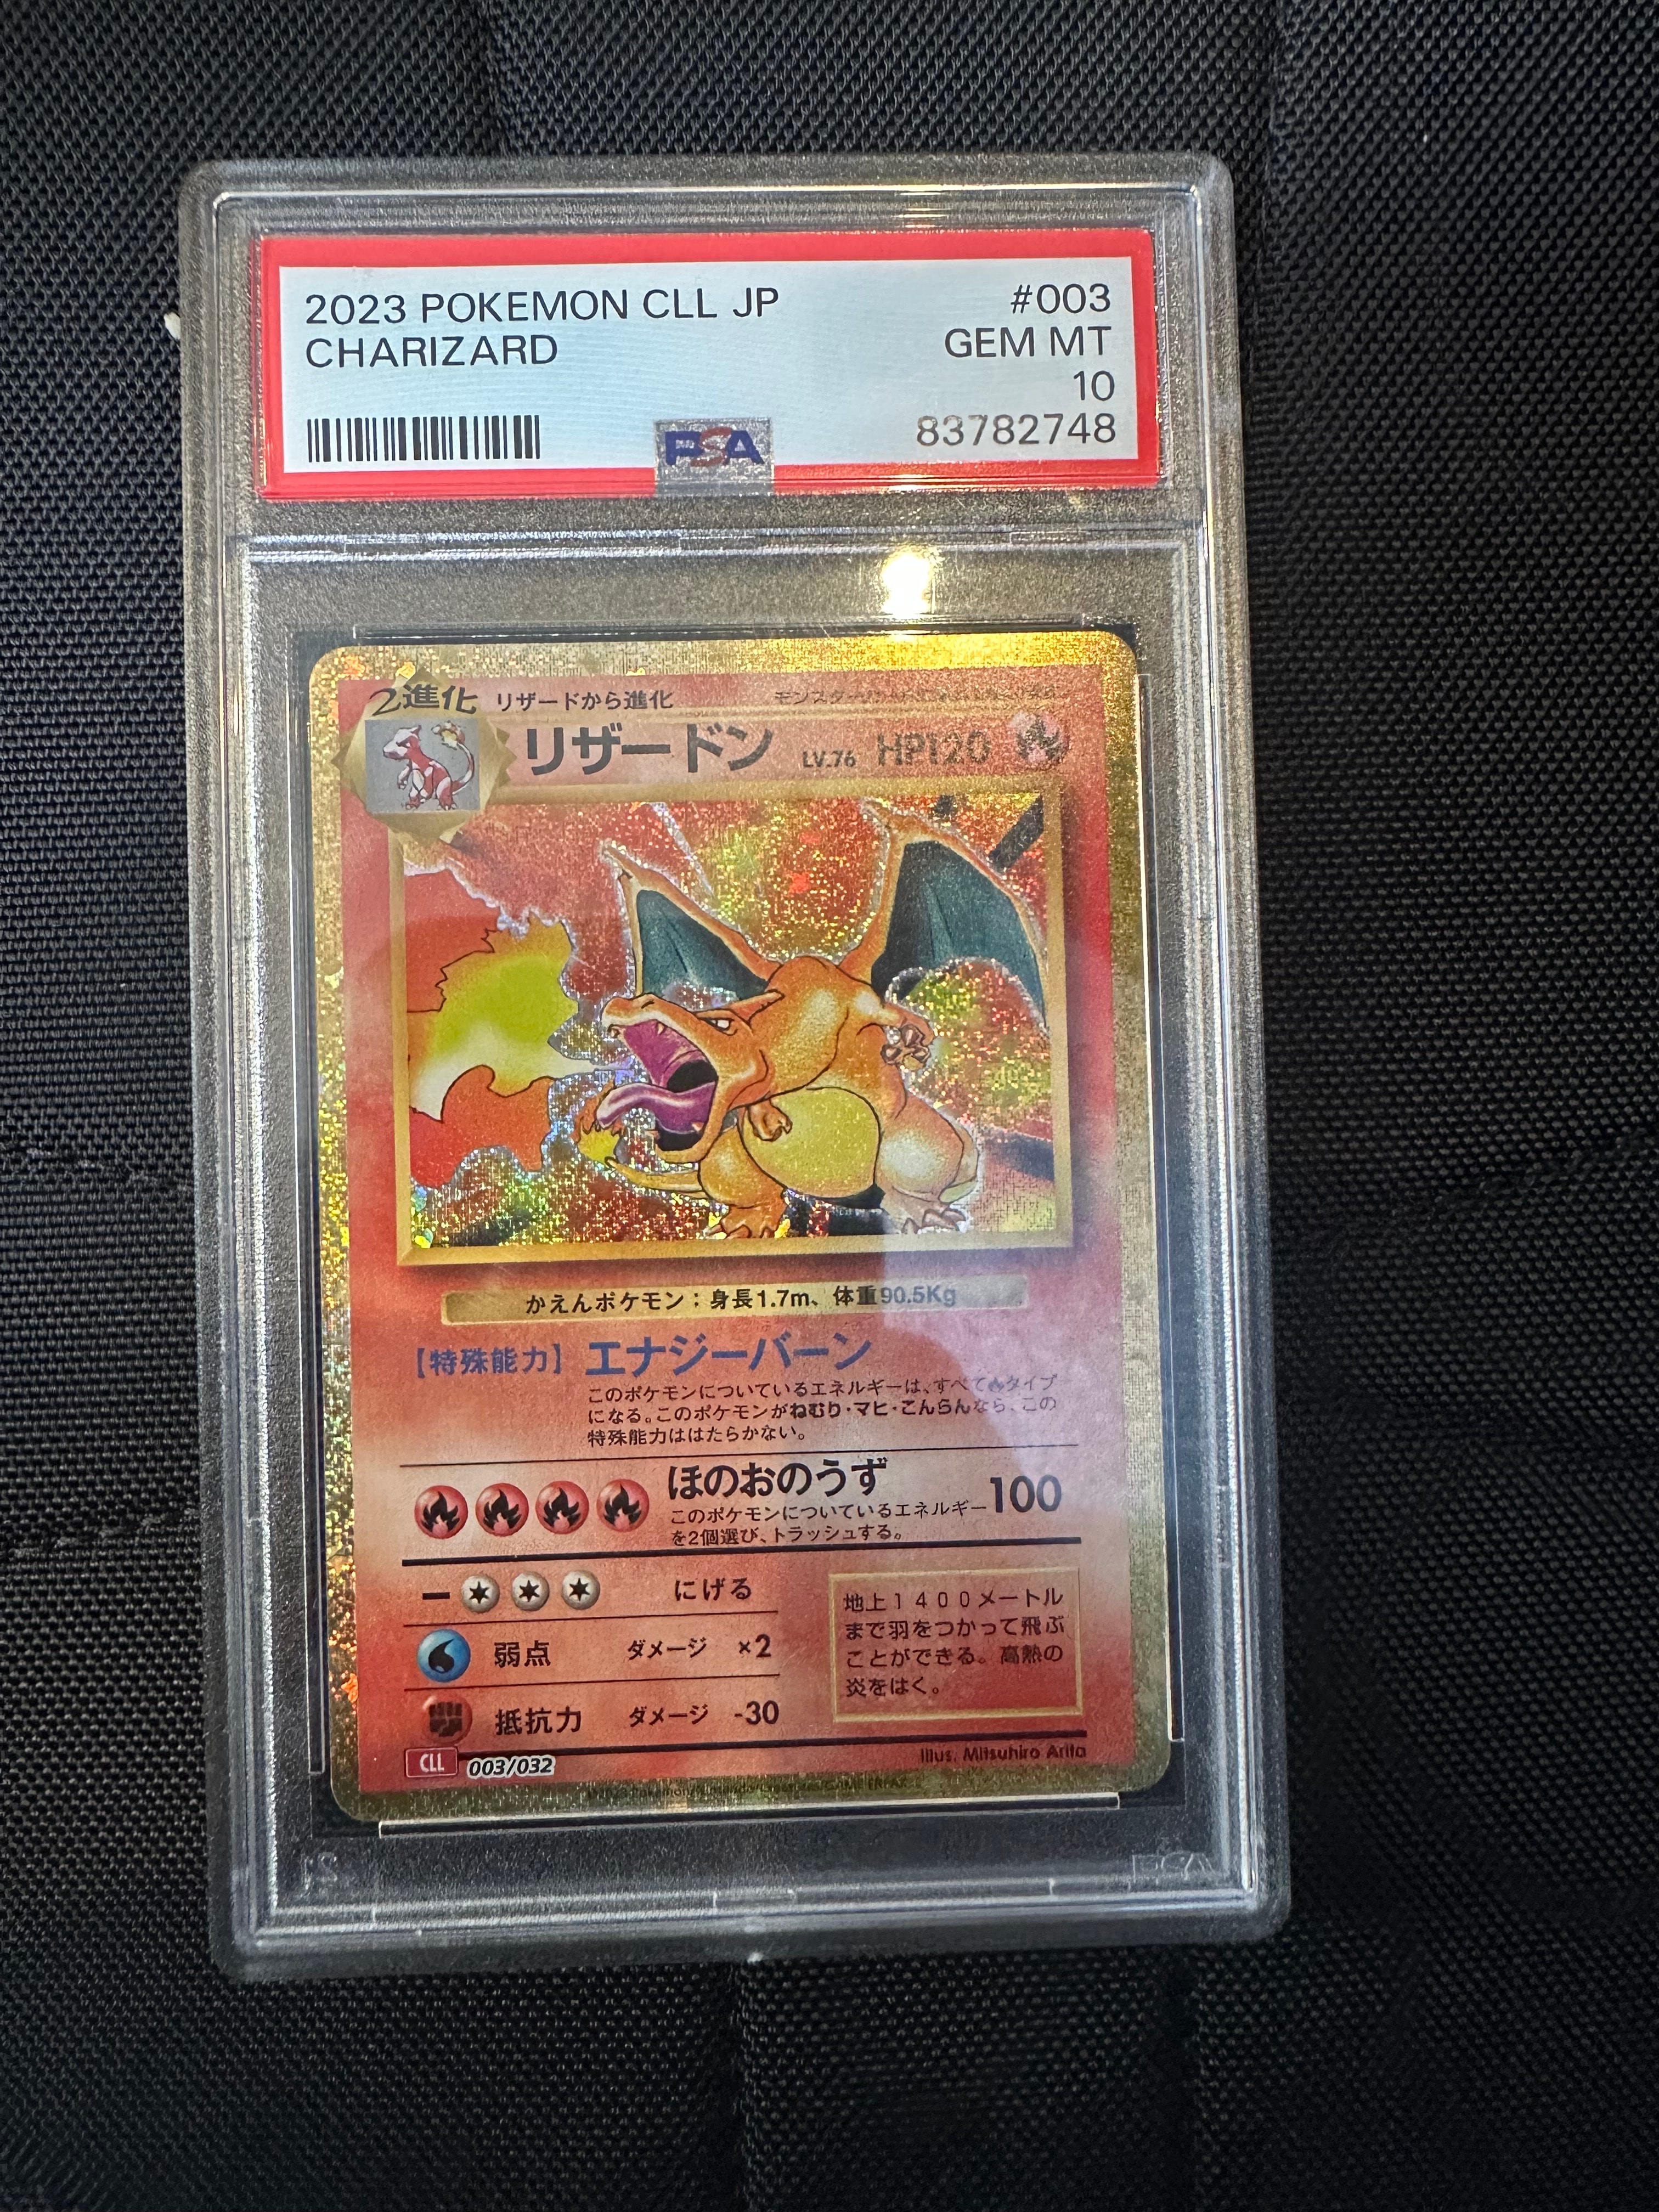 2023 POKEMON CLL JP #003
CHARIZARD GEM MT
10
PSA 83782748
2進化 リザードから進化
リザードン LV.76 HP120
かえんポケモン：身長1.7m、体重90.5Kg
【特殊能力】 エナジーバーン
このポケモンについているエネルギーは、すべてタイプ
になる。このポケモンがねむり・マヒ・こんらんなら、この
特殊能力ははたらかない。
ほのおのうず 100
このポケモンについているエネルギー
を2個選び、トラッシュする。
にげる
弱点 ダメージ ×2
抵抗力 ダメージ -30
地上1400メートル
まで羽をつかって飛ぶ
ことができる。高熱の
炎をはく。
CLL 003/032
Illus. Mitsuhiro Arita